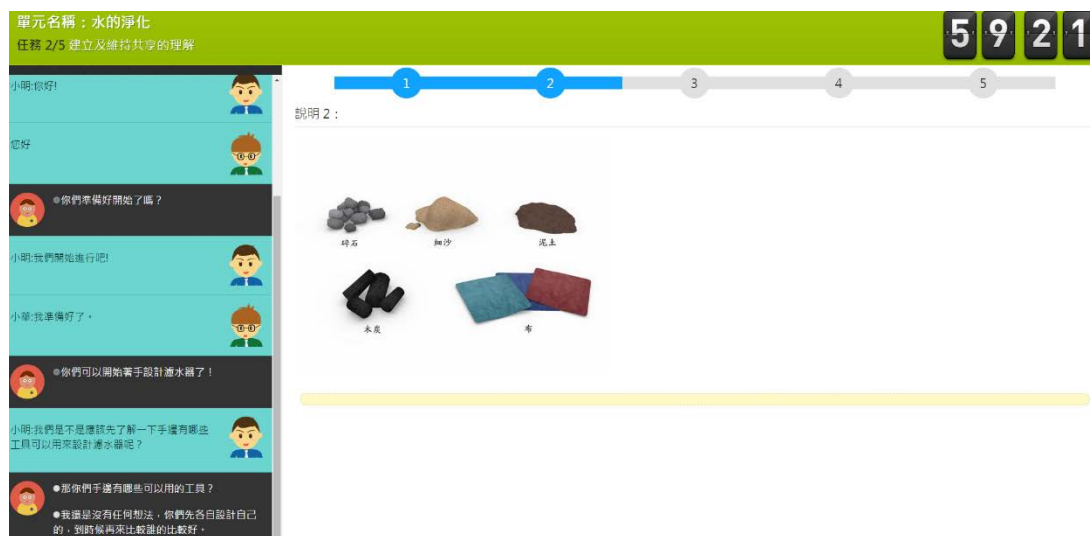 單元名稱：水的淨化
任務 2/5 建立及維持共享的理解
59 21
小明:你好!
您好
●你們準備好開始了嗎？
小明:我們開始進行吧!
小華:我準備好了。
●你們可以開始著手設計濾水器了！
小明:我們是不是應該先了解一下手邊有哪些
工具可以用來設計濾水器呢？
●那你們手邊有哪些可以用的工具？
●我還是沒有任何想法，你們先各自設計自己
的，到時候再來比較誰的比較好。
1 2 3 4 5
說明 2：
碎石 細沙 泥土
木炭 布